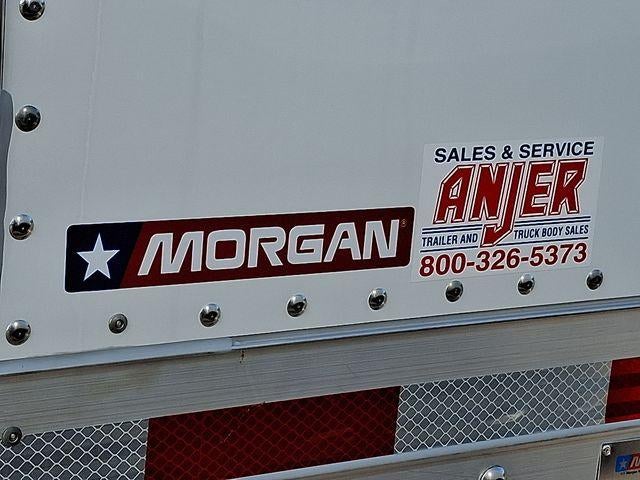 MORGAN®
SALES & SERVICE
ANJER
TRAILER AND TRUCK BODY SALES
800-326-5373